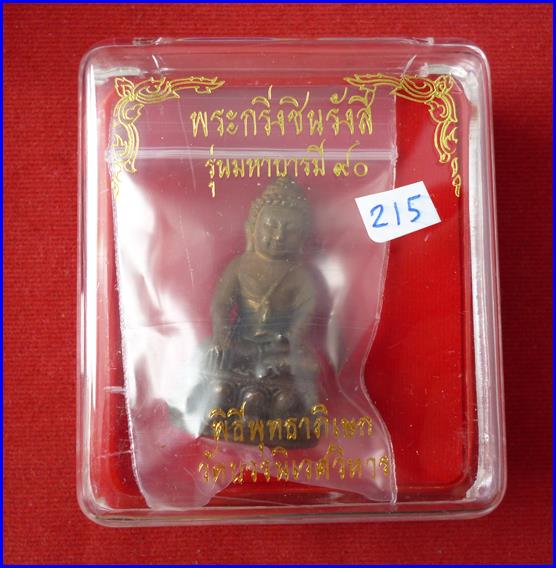 พระกริ่งชินรังสี
รุ่นมหาบารมี ๙๐
215
พิธีพุทธาภิเษก
วัดบวรนิเวศวิหาร